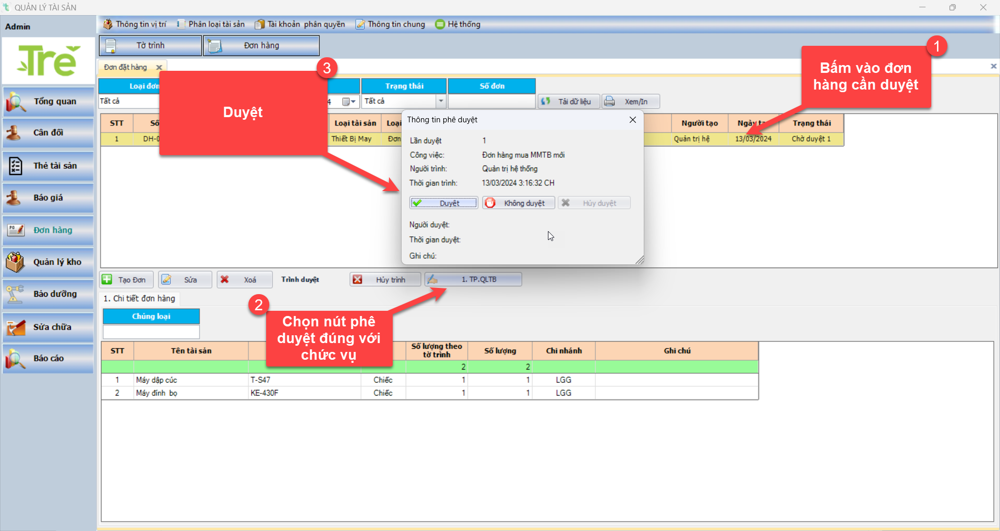 QUẢN LÝ TÀI SẢN
Admin
Thông tin vị trí
Phân loại tài sản
Tài khoản phân quyền
Thông tin chung
Hệ thống
Trẻ
Tờ trình
Đơn hàng
Đơn đặt hàng
1
Bấm vào đơn
hàng cần duyệt
3
Duyệt
Loại đơn
Trạng thái
Số đơn
Tất cả
4
Tất cả
Tải dữ liệu
Xem/In
STT
Số
Loại tài sản
Loại
Người tạo
Ngày
Trạng thái
1
DH-0
Thiết Bị May
Đơn
Quản trị hệ
13/03/2024
Chờ duyệt 1
Thông tin phê duyệt
Lần duyệt
1
Công việc:
Đơn hàng mua MMTB mới
Người trình:
Quản trị hệ thống
Thời gian trình:
13/03/2024 3:16:32 CH
Duyệt
Không duyệt
Hủy duyệt
Người duyệt:
Thời gian duyệt:
Ghi chú:
Tổng quan
Cân đối
Thẻ tài sản
Báo giá
PO
Đơn hàng
Quản lý kho
Bảo dưỡng
Sửa chữa
Báo cáo
Tạo Đơn
Sửa
Xoá
Trình duyệt
Hủy trình
1. TP.QLTB
2
Chọn nút phê
duyệt đúng với
chức vụ
1. Chi tiết đơn hàng
Chủng loại
STT
Tên tài sản
Số lượng theo
tờ trình
Số lượng
Chi nhánh
Ghi chú
2
2
1
Máy dập cúc
T-S47
Chiếc
1
1
LGG
2
Máy đính bọ
KE-430F
Chiếc
1
1
LGG